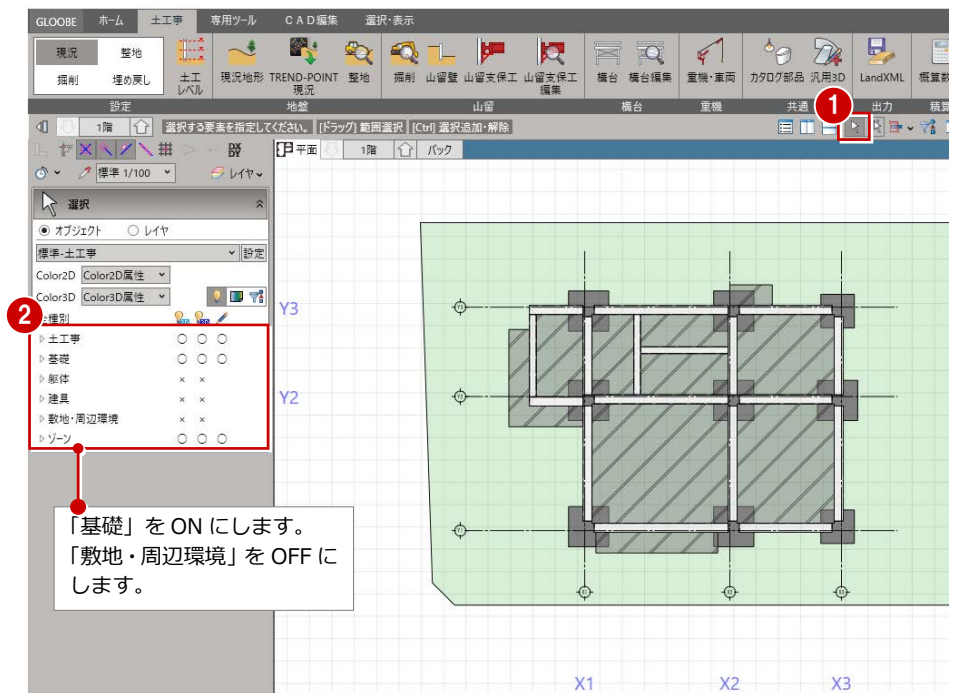 GLOOBE ホーム 土工事 専用ツール CAD編集 選択・表示
現況 整地
掘削 埋め戻し
土工レベル 現況地形 TREND-POINT現況 整地 掘削 山留壁 山留支保工 山留支保工編集 構台 構台編集 重機・車両 カタログ部品 汎用3D LandXML 概算数
設定 地盤 山留 構台 重機 共通 出力 積算
1
1階 選択する要素を指定してください。 [ドラッグ] 範囲選択 [Ctrl] 選択追加・解除
平面 1階 パック
標準 1/100 レイヤ
選択
オブジェクト レイヤ
標準-土工事 設定
Color2D Color2D属性
Color3D Color3D属性
2
種別
土工事 ○ ○ ○
基礎 ○ ○ ○
躯体 × ×
建具 × ×
敷地・周辺環境 × ×
ゾーン ○ ○ ○
「基礎」を ON にします。
「敷地・周辺環境」を OFF に
します。
Y3
Y2
X1 X2 X3